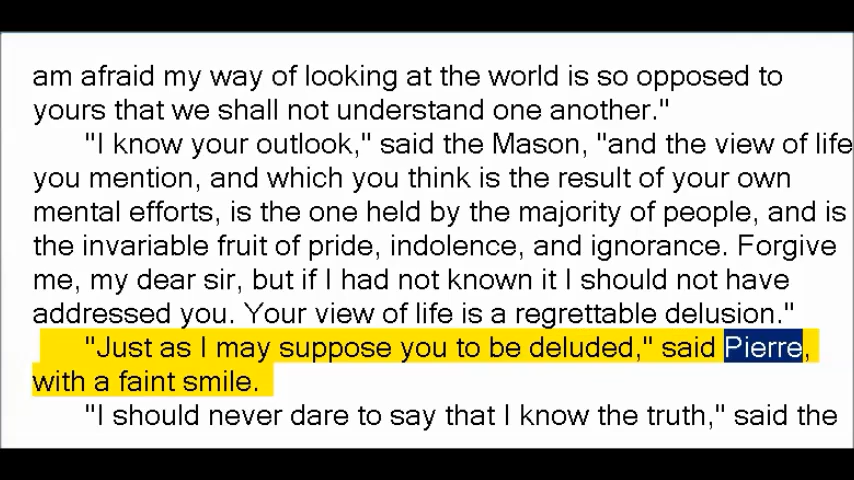 am afraid my way of looking at the world is so opposed to
yours that we shall not understand one another."
"I know your outlook," said the Mason, "and the view of life
you mention, and which you think is the result of your own
mental efforts, is the one held by the majority of people, and is
the invariable fruit of pride, indolence, and ignorance. Forgive
me, my dear sir, but if I had not known it I should not have
addressed you. Your view of life is a regrettable delusion."
"Just as I may suppose you to be deluded," said Pierre,
with a faint smile.
"I should never dare to say that I know the truth," said the